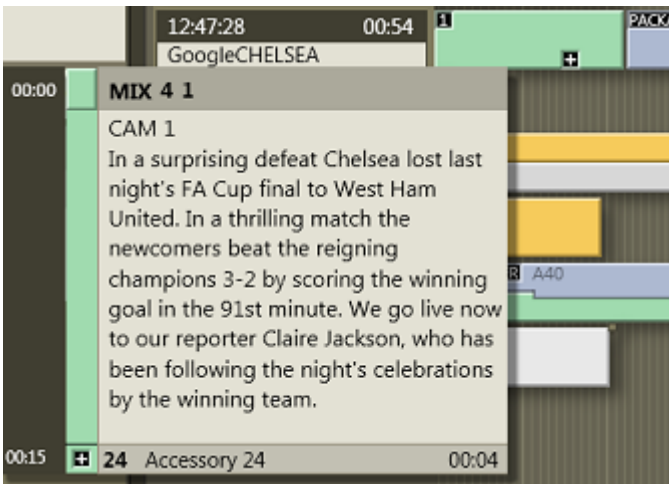 12:47:28 00:54
1
GoogleCHELSEA
00:00
MIX 4 1
CAM 1
In a surprising defeat Chelsea lost last
night's FA Cup final to West Ham
United. In a thrilling match the
newcomers beat the reigning
champions 3-2 by scoring the winning
goal in the 91st minute. We go live now
to our reporter Claire Jackson, who has
been following the night's celebrations
by the winning team.
R A40
00:15 24 Accessory 24 00:04